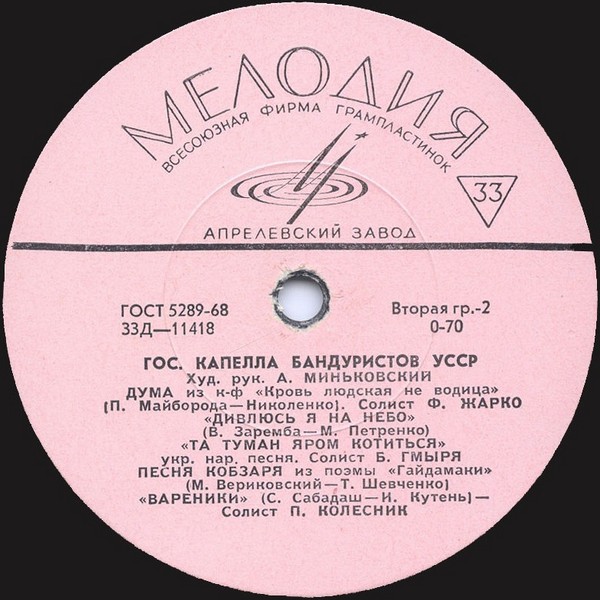 МЕЛОДИЯ
ВСЕСОЮЗНАЯ ФИРМА ГРАМПЛАСТИНОК
33
АПРЕЛЕВСКИЙ ЗАВОД
ГОСТ 5289-68 Вторая гр.-2
33Д—11418 0-70
ГОС. КАПЕЛЛА БАНДУРИСТОВ УССР
Худ. рук. А. МИНЬКОВСКИЙ
ДУМА из к-ф «Кровь людская не водица»
(П. Майборода—Николенко). Солист Ф. ЖАРКО
«ДИВЛЮСЬ Я НА НЕБО»
(В. Заремба—М. Петренко)
«ТА ТУМАН ЯРОМ КОТИТЬСЯ»
укр. нар. песня. Солист Б. ГМЫРЯ
ПЕСНЯ КОБЗАРЯ из поэмы «Гайдамаки»
(М. Вериковский—Т. Шевченко)
«ВАРЕНИКИ» (С. Сабадаш—И. Кутень)—
Солист П. КОЛЕСНИК